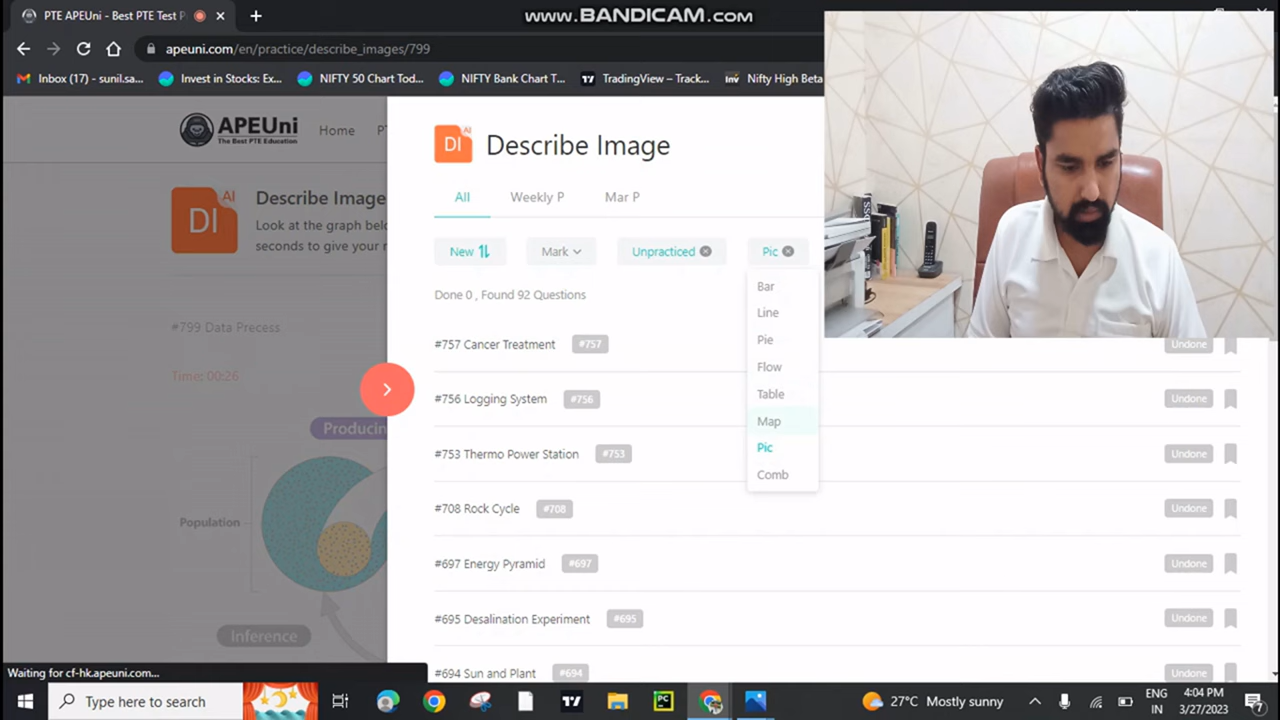 PTE APEUni - Best PTE Test P
www.BANDICAM.com
apeuni.com/en/practice/describe_images/799
Inbox (17) - sunil.sa...
Invest in Stocks: Ex...
NIFTY 50 Chart Tod...
NIFTY Bank Chart T...
TradingView – Track...
Inv Nifty High Beta
APEUni
The Best PTE Education
Home
PT
DI AI
Describe Image
All
Weekly P
Mar P
DI AI
Describe Image
Look at the graph belo
seconds to give your r
New
Mark
Unpracticed
Pic
Done 0 , Found 92 Questions
Bar
Line
Pie
Flow
Table
Map
Pic
Comb
#799 Data Precess
Time: 00:26
Producin
Population
Inference
#757 Cancer Treatment #757 Undone
#756 Logging System #756 Undone
#753 Thermo Power Station #753 Undone
#708 Rock Cycle #708 Undone
#697 Energy Pyramid #697 Undone
#695 Desalination Experiment #695 Undone
#694 Sun and Plant #694 Undone
Waiting for cf-hk.apeuni.com...
Type here to search
PC
27°C Mostly sunny
ENG
IN
4:04 PM
3/27/2023
7